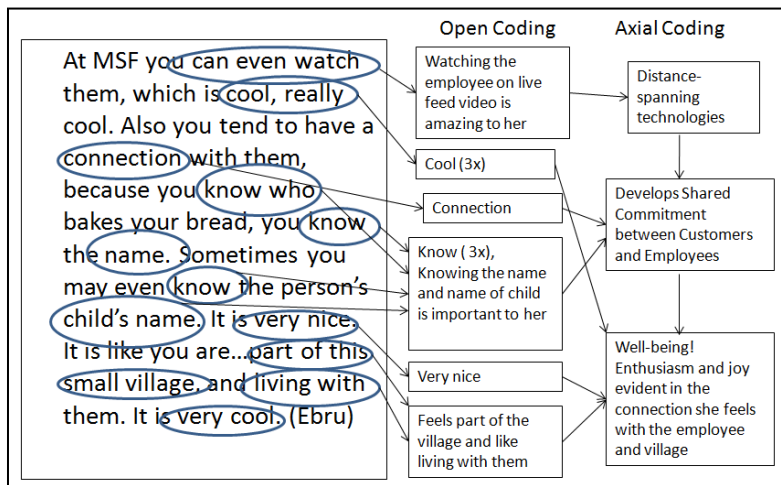 At MSF you can even watch
them, which is cool, really
cool. Also you tend to have a
connection with them,
because you know who
bakes your bread, you know
the name. Sometimes you
may even know the person's
child's name. It is very nice.
It is like you are…part of this
small village, and living with
them. It is very cool. (Ebru)
Open Coding
Watching the
employee on live
feed video is
amazing to her
Cool (3x)
Connection
Know ( 3x),
Knowing the name
and name of child
is important to her
Very nice
Feels part of the
village and like
living with them
Axial Coding
Distance-
spanning
technologies
Develops Shared
Commitment
between Customers
and Employees
Well-being!
Enthusiasm and joy
evident in the
connection she feels
with the employee
and village